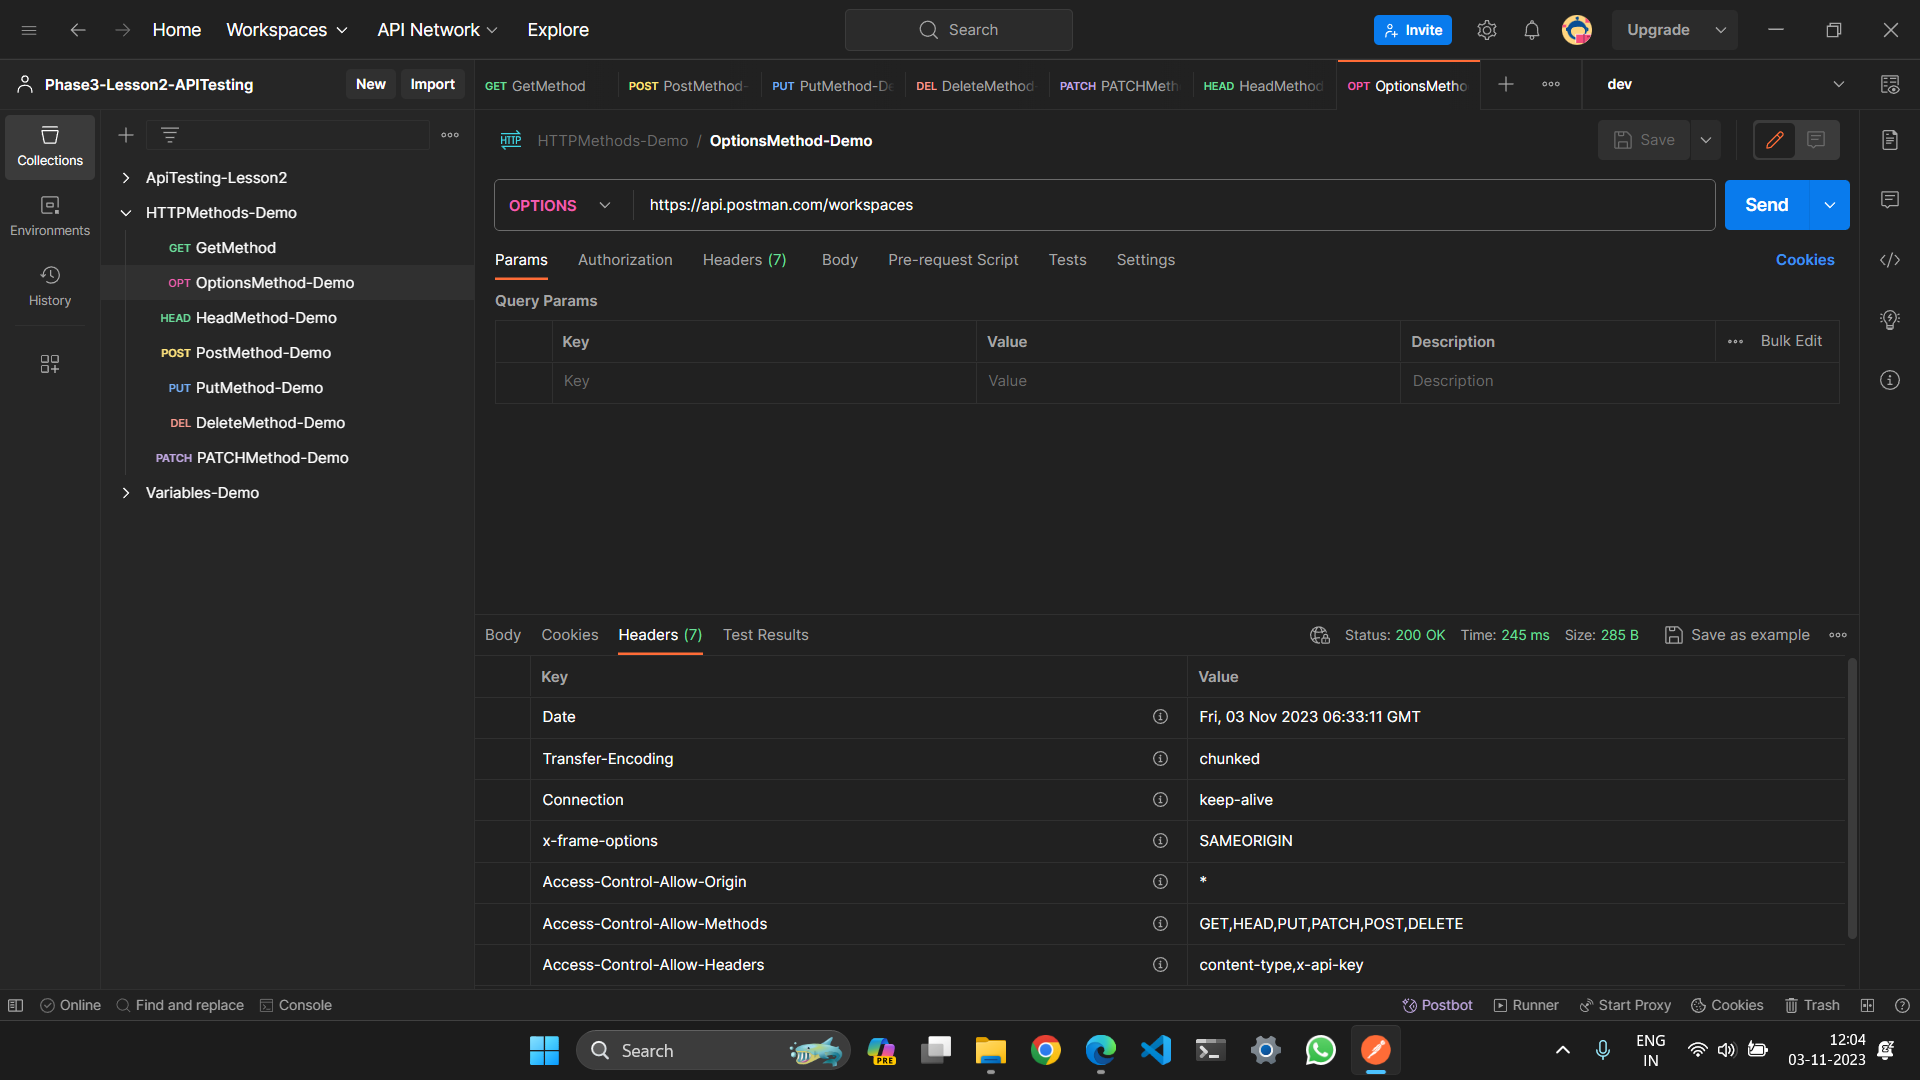 Home Workspaces API Network Explore Search Invite Upgrade
Phase3-Lesson2-APITesting New Import GET GetMethod POST PostMethod- PUT PutMethod-De DEL DeleteMethod PATCH PATCHMeth HEAD HeadMethod OPT OptionsMetho dev
Collections
Environments
History
ApiTesting-Lesson2
HTTPMethods-Demo
GET GetMethod
OPT OptionsMethod-Demo
HEAD HeadMethod-Demo
POST PostMethod-Demo
PUT PutMethod-Demo
DEL DeleteMethod-Demo
PATCH PATCHMethod-Demo
Variables-Demo
HTTP HTTPMethods-Demo / OptionsMethod-Demo Save
OPTIONS https://api.postman.com/workspaces Send
Params Authorization Headers (7) Body Pre-request Script Tests Settings Cookies
Query Params
Key Value Description Bulk Edit
Key Value Description
Body Cookies Headers (7) Test Results Status: 200 OK Time: 245 ms Size: 285 B Save as example
Key Value
Date Fri, 03 Nov 2023 06:33:11 GMT
Transfer-Encoding chunked
Connection keep-alive
x-frame-options SAMEORIGIN
Access-Control-Allow-Origin *
Access-Control-Allow-Methods GET,HEAD,PUT,PATCH,POST,DELETE
Access-Control-Allow-Headers content-type,x-api-key
Online Find and replace Console Postbot Runner Start Proxy Cookies Trash
Search PRE ENG
IN 12:04
03-11-2023